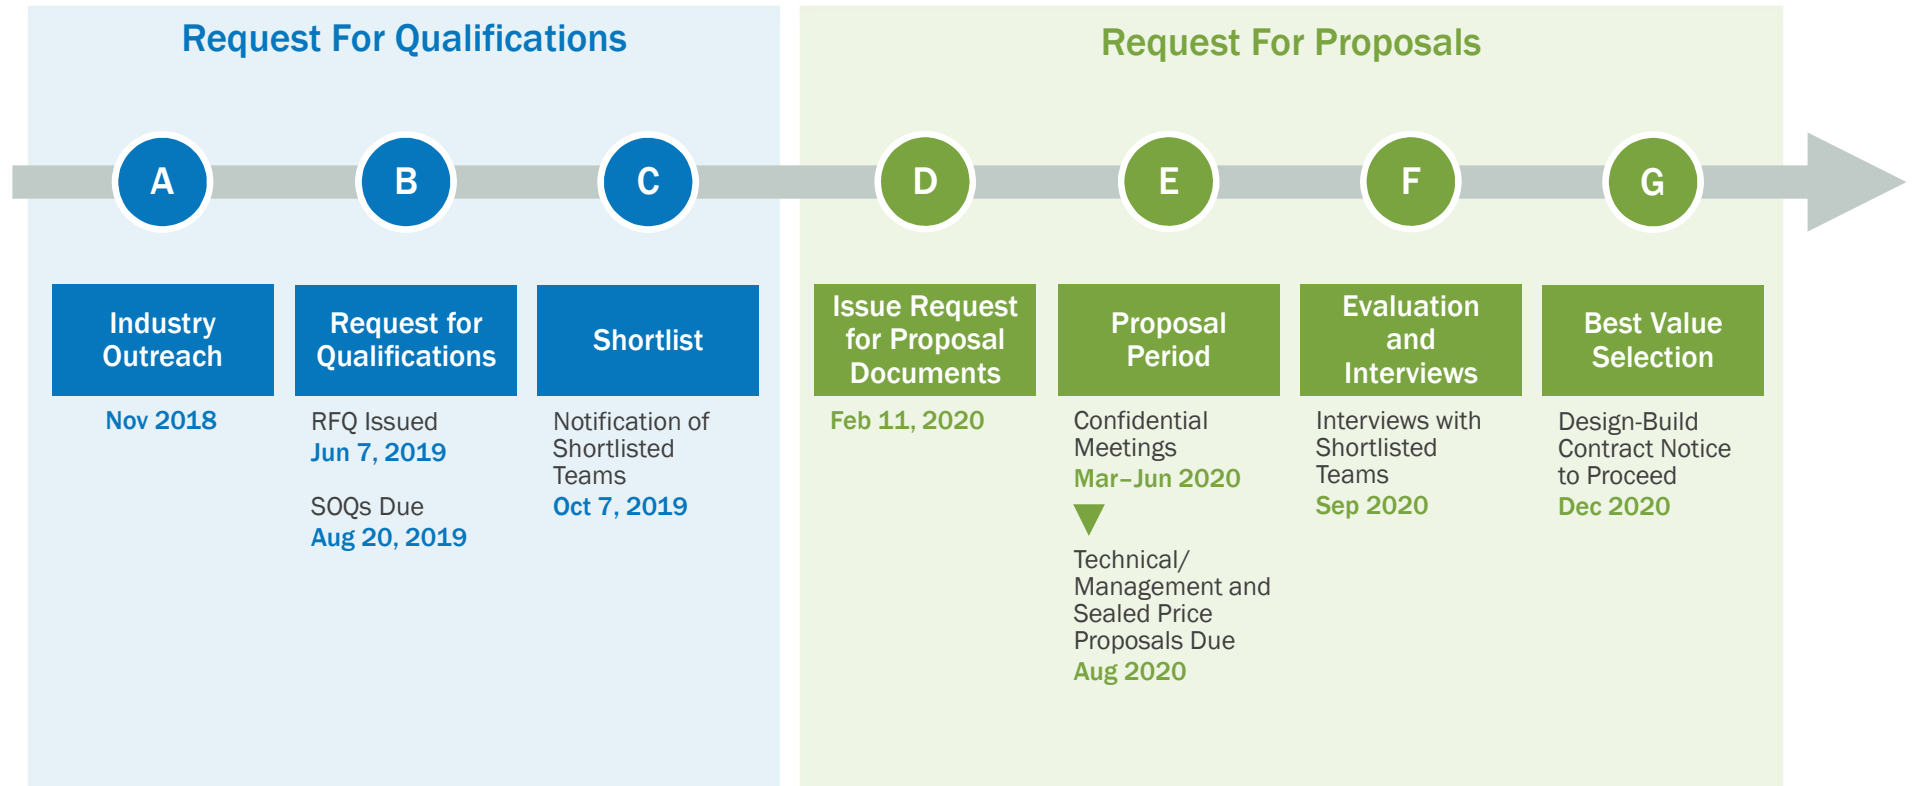 Request For Qualifications
A
B
C
Industry
Outreach
Nov 2018
Request for
Qualifications
RFQ Issued
Jun 7, 2019
SOQs Due
Aug 20, 2019
Shortlist
Notification of
Shortlisted
Teams
Oct 7, 2019
Request For Proposals
D
E
F
G
Issue Request
for Proposal
Documents
Feb 11, 2020
Proposal
Period
Confidential
Meetings
Mar–Jun 2020
Technical/
Management and
Sealed Price
Proposals Due
Aug 2020
Evaluation
and
Interviews
Interviews with
Shortlisted
Teams
Sep 2020
Best Value
Selection
Design-Build
Contract Notice
to Proceed
Dec 2020